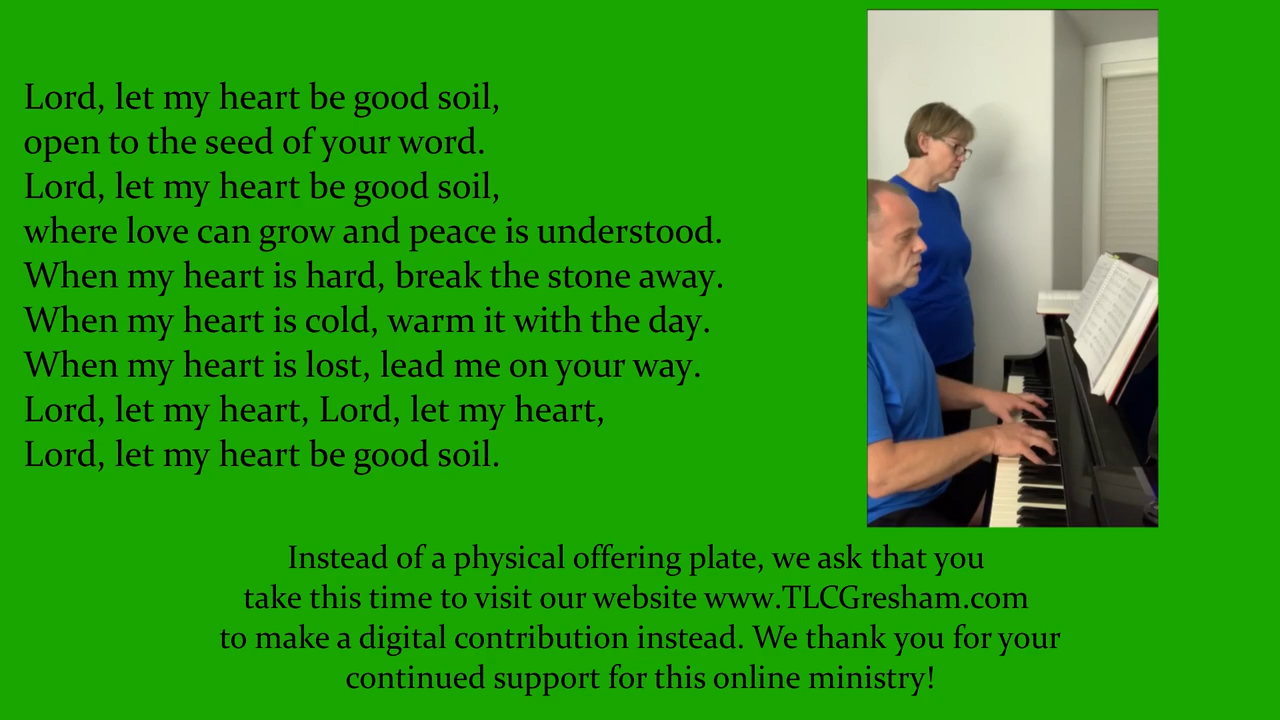 Lord, let my heart be good soil,
open to the seed of your word.
Lord, let my heart be good soil,
where love can grow and peace is understood.
When my heart is hard, break the stone away.
When my heart is cold, warm it with the day.
When my heart is lost, lead me on your way.
Lord, let my heart, Lord, let my heart,
Lord, let my heart be good soil.
Instead of a physical offering plate, we ask that you
take this time to visit our website www.TLCGresham.com
to make a digital contribution instead. We thank you for your
continued support for this online ministry!